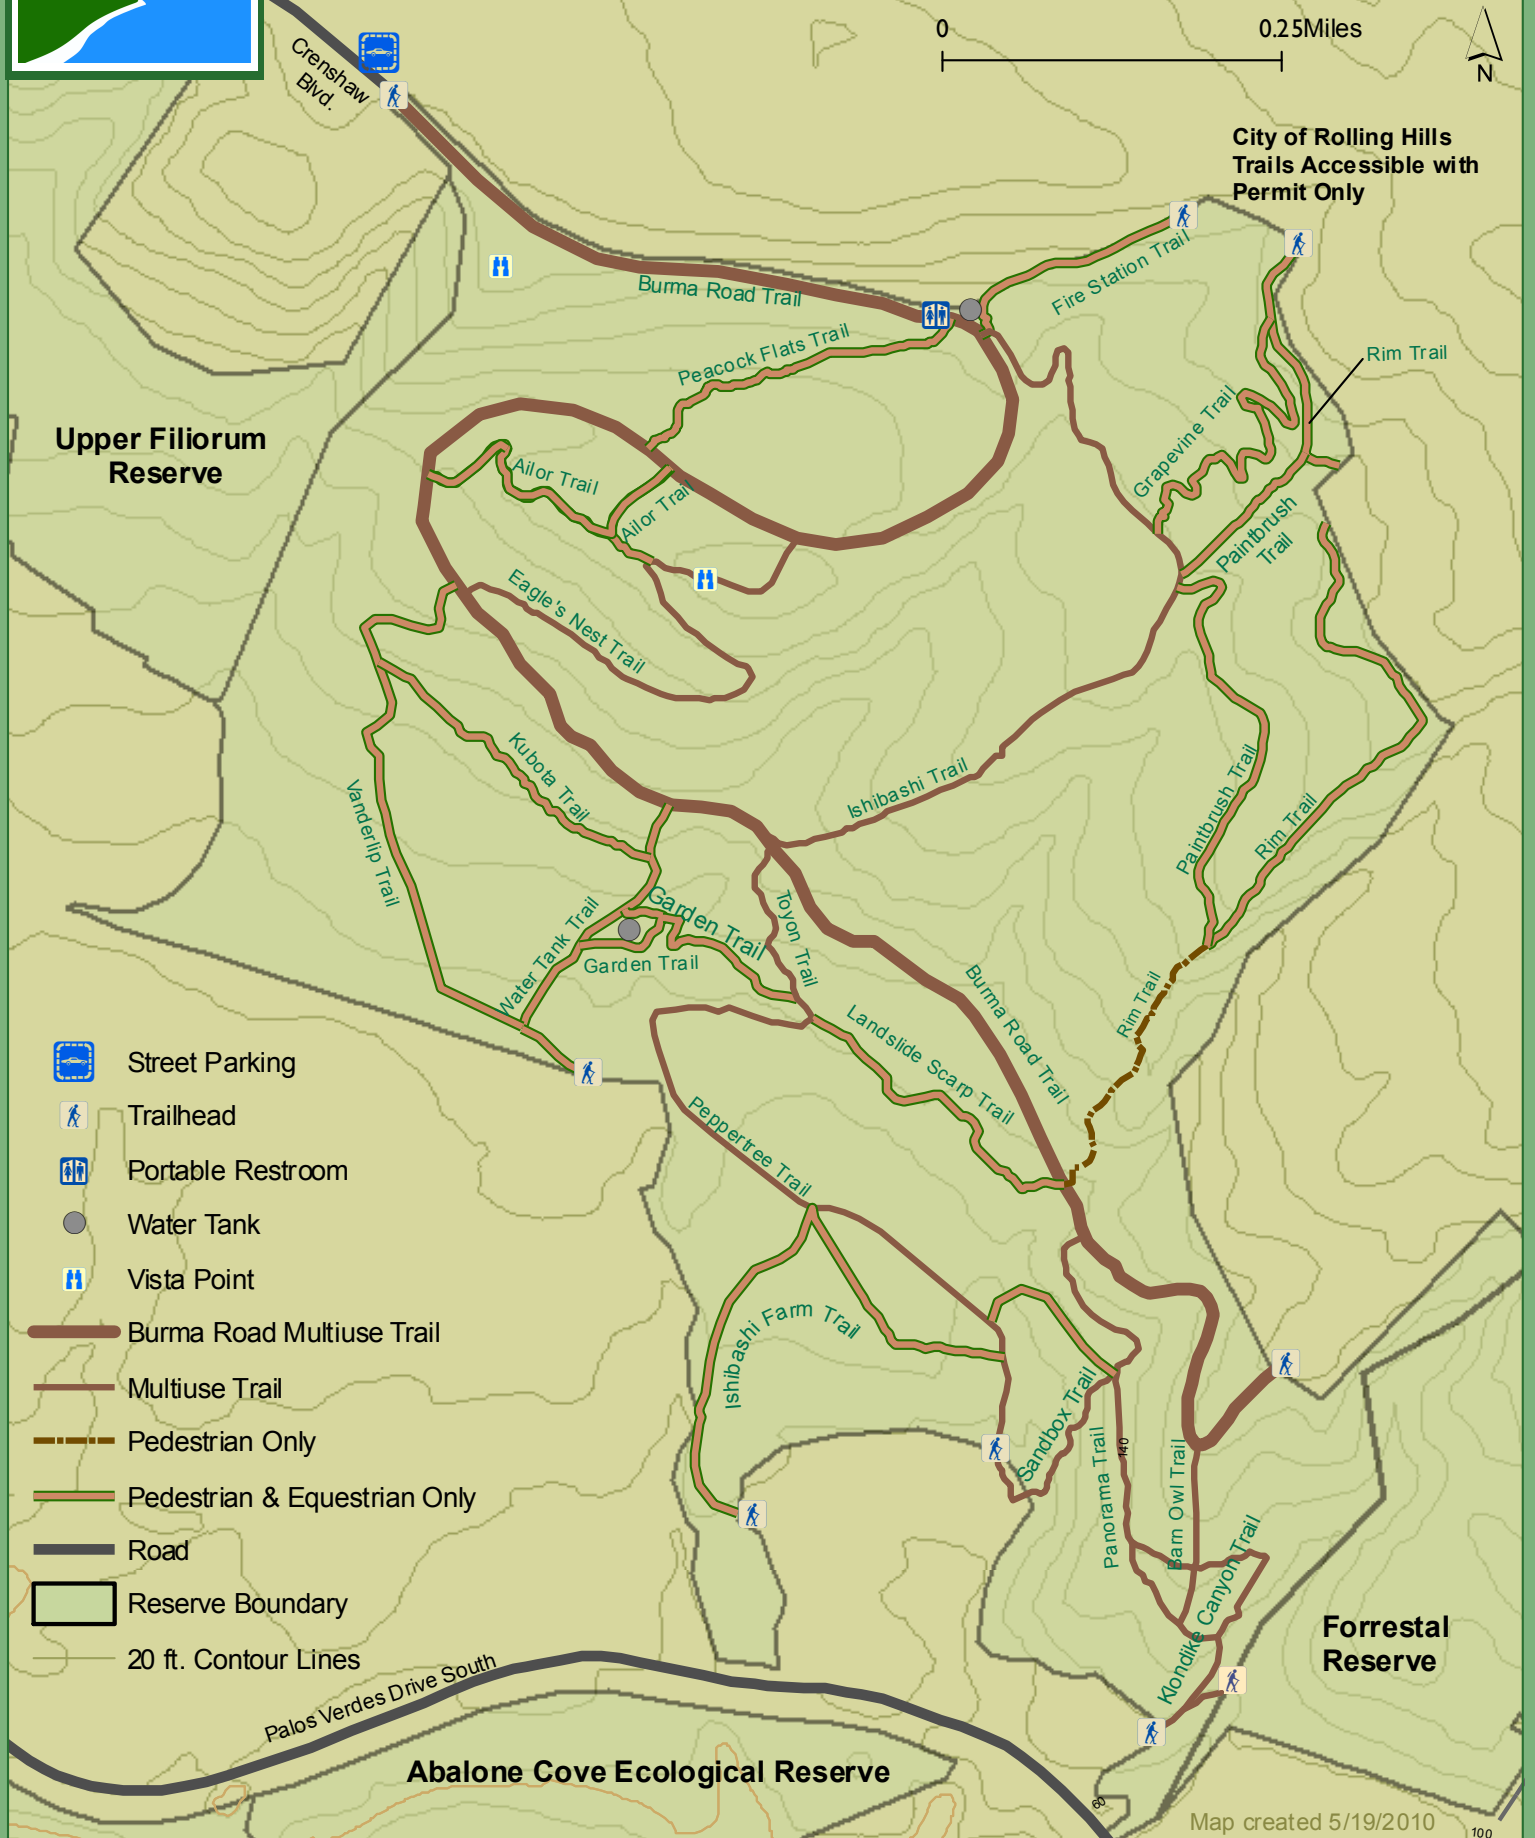 0
0.25Miles
N
Crenshaw
Blvd.
City of Rolling Hills
Trails Accessible with
Permit Only
Burma Road Trail
Fire Station Trail
Peacock Flats Trail
Rim Trail
Grapevine Trail
Upper Filiorum
Reserve
Ailor Trail
Ailor Trail
Paintbrush
Trail
Eagle's Nest Trail
Kubota Trail
Ishibashi Trail
Vanderlip Trail
Paintbrush Trail
Rim Trail
Garden Trail
Toyon Trail
Water Tank Trail
Garden Trail
Burma Road Trail
Rim Trail
Landslide Scarp Trail
Peppertree Trail
Ishibashi Farm Trail
Sandbox Trail
Panorama Trail
140
Barn Owl Trail
Klondike Canyon Trail
Street Parking
Trailhead
Portable Restroom
Water Tank
Vista Point
Burma Road Multiuse Trail
Multiuse Trail
Pedestrian Only
Pedestrian & Equestrian Only
Road
Reserve Boundary
20 ft. Contour Lines
Forrestal
Reserve
Palos Verdes Drive South
Abalone Cove Ecological Reserve
60
Map created 5/19/2010
100